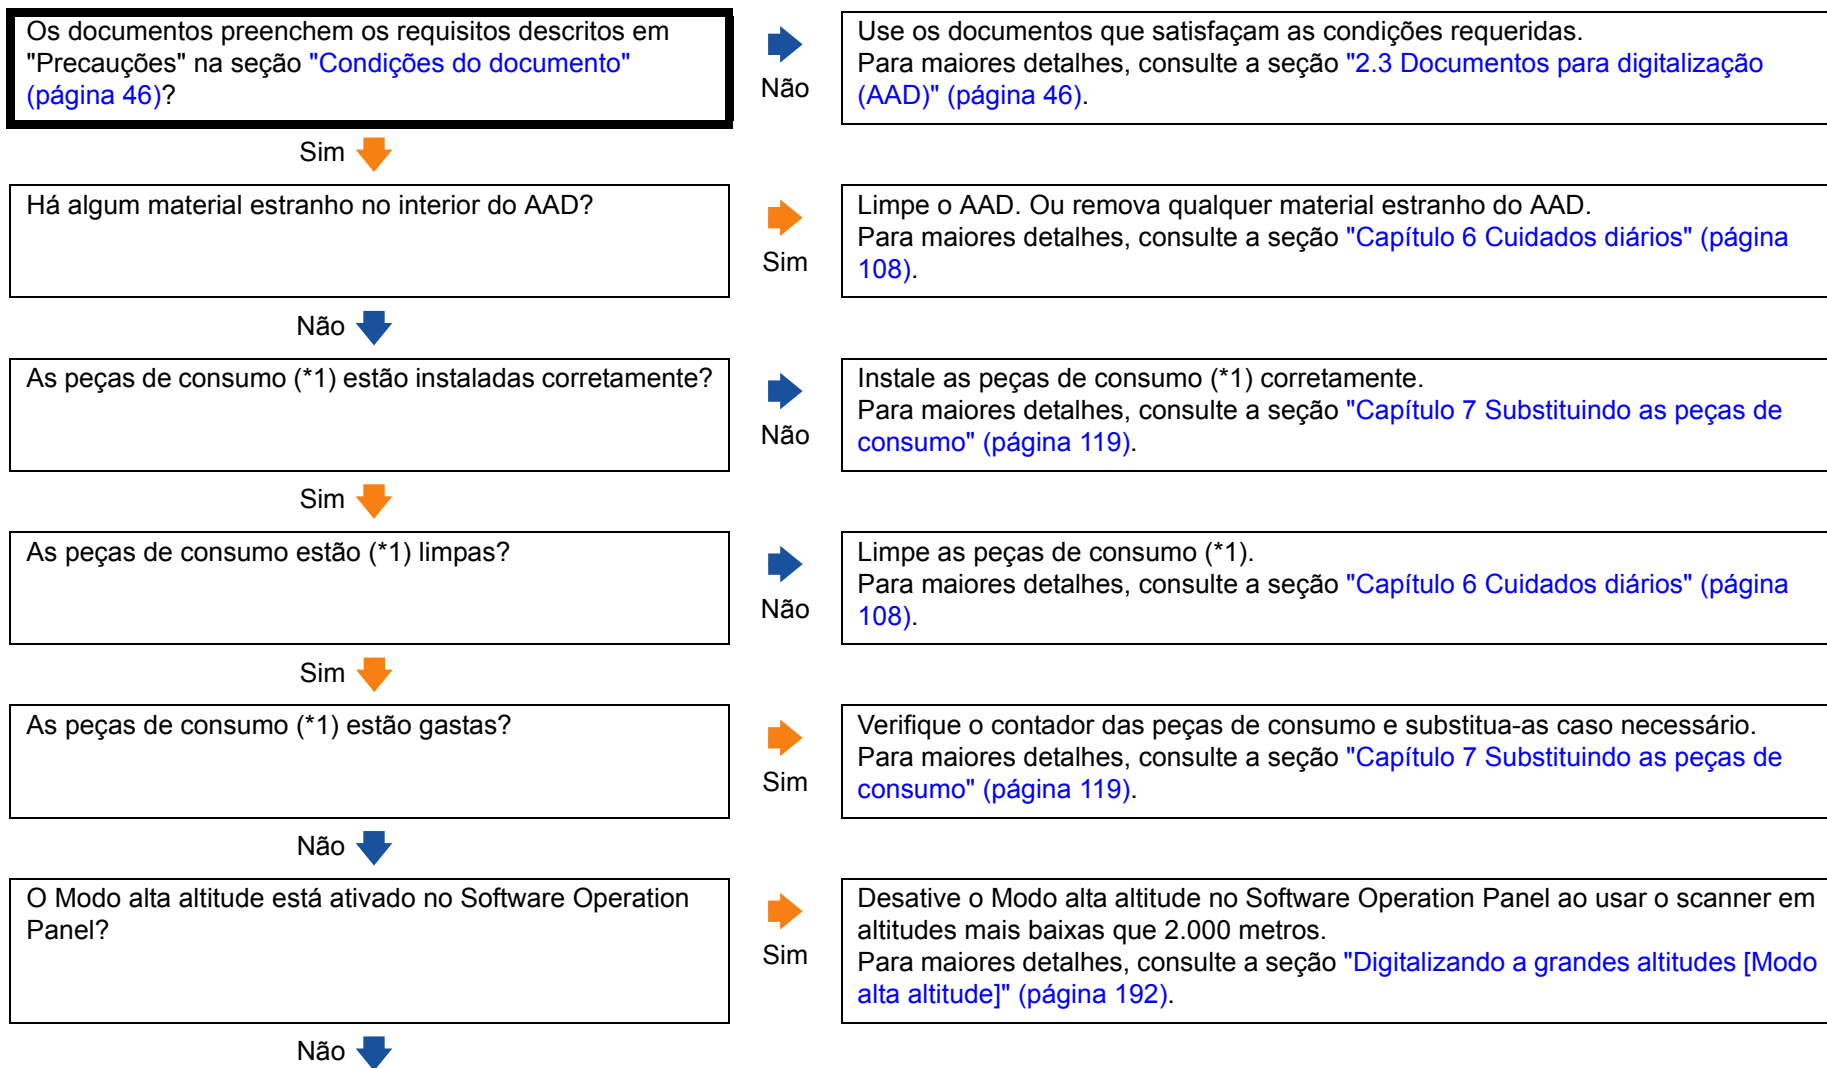 Os documentos preenchem os requisitos descritos em
"Precauções" na seção "Condições do documento"
(página 46)?
Não
Use os documentos que satisfaçam as condições requeridas.
Para maiores detalhes, consulte a seção "2.3 Documentos para digitalização
(AAD)" (página 46).
Sim
Há algum material estranho no interior do AAD?
Sim
Limpe o AAD. Ou remova qualquer material estranho do AAD.
Para maiores detalhes, consulte a seção "Capítulo 6 Cuidados diários" (página
108).
Não
As peças de consumo (*1) estão instaladas corretamente?
Não
Instale as peças de consumo (*1) corretamente.
Para maiores detalhes, consulte a seção "Capítulo 7 Substituindo as peças de
consumo" (página 119).
Sim
As peças de consumo estão (*1) limpas?
Não
Limpe as peças de consumo (*1).
Para maiores detalhes, consulte a seção "Capítulo 6 Cuidados diários" (página
108).
Sim
As peças de consumo (*1) estão gastas?
Sim
Verifique o contador das peças de consumo e substitua-as caso necessário.
Para maiores detalhes, consulte a seção "Capítulo 7 Substituindo as peças de
consumo" (página 119).
Não
O Modo alta altitude está ativado no Software Operation
Panel?
Sim
Desative o Modo alta altitude no Software Operation Panel ao usar o scanner em
altitudes mais baixas que 2.000 metros.
Para maiores detalhes, consulte a seção "Digitalizando a grandes altitudes [Modo
alta altitude]" (página 192).
Não